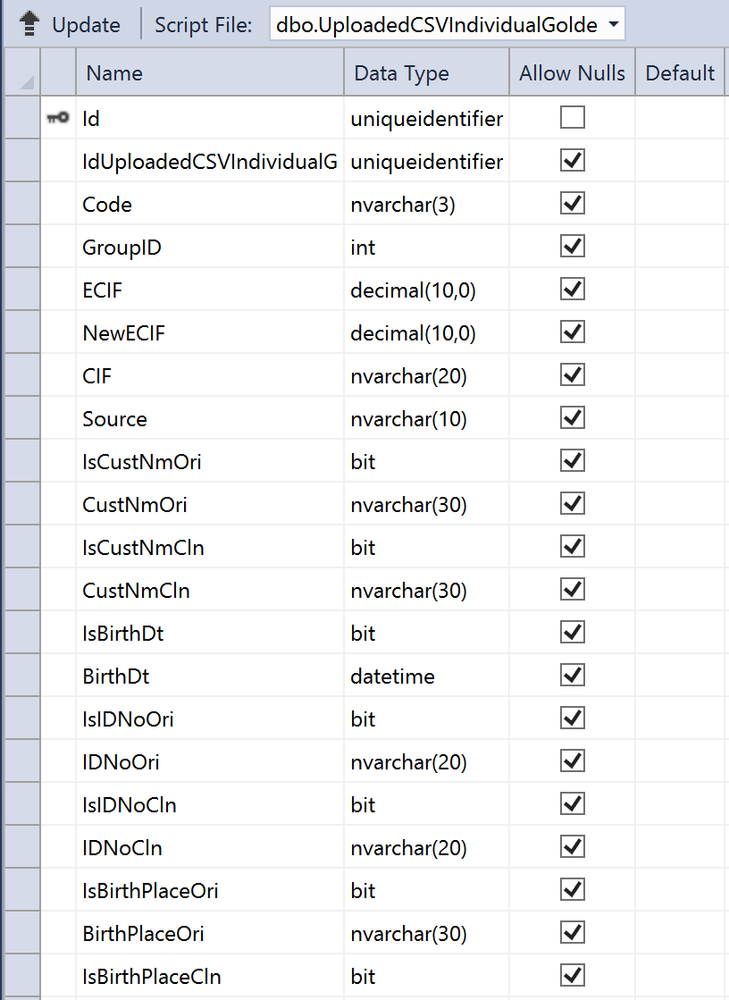 Update Script File: dbo.UploadedCSVIndividualGolde
Name Data Type Allow Nulls Default
Id uniqueidentifier
IdUploadedCSVIndividualG uniqueidentifier
Code nvarchar(3)
GroupID int
ECIF decimal(10,0)
NewECIF decimal(10,0)
CIF nvarchar(20)
Source nvarchar(10)
IsCustNmOri bit
CustNmOri nvarchar(30)
IsCustNmCln bit
CustNmCln nvarchar(30)
IsBirthDt bit
BirthDt datetime
IsIDNoOri bit
IDNoOri nvarchar(20)
IsIDNoCln bit
IDNoCln nvarchar(20)
IsBirthPlaceOri bit
BirthPlaceOri nvarchar(30)
IsBirthPlaceCln bit